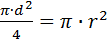 π·d²/4 = π · r²